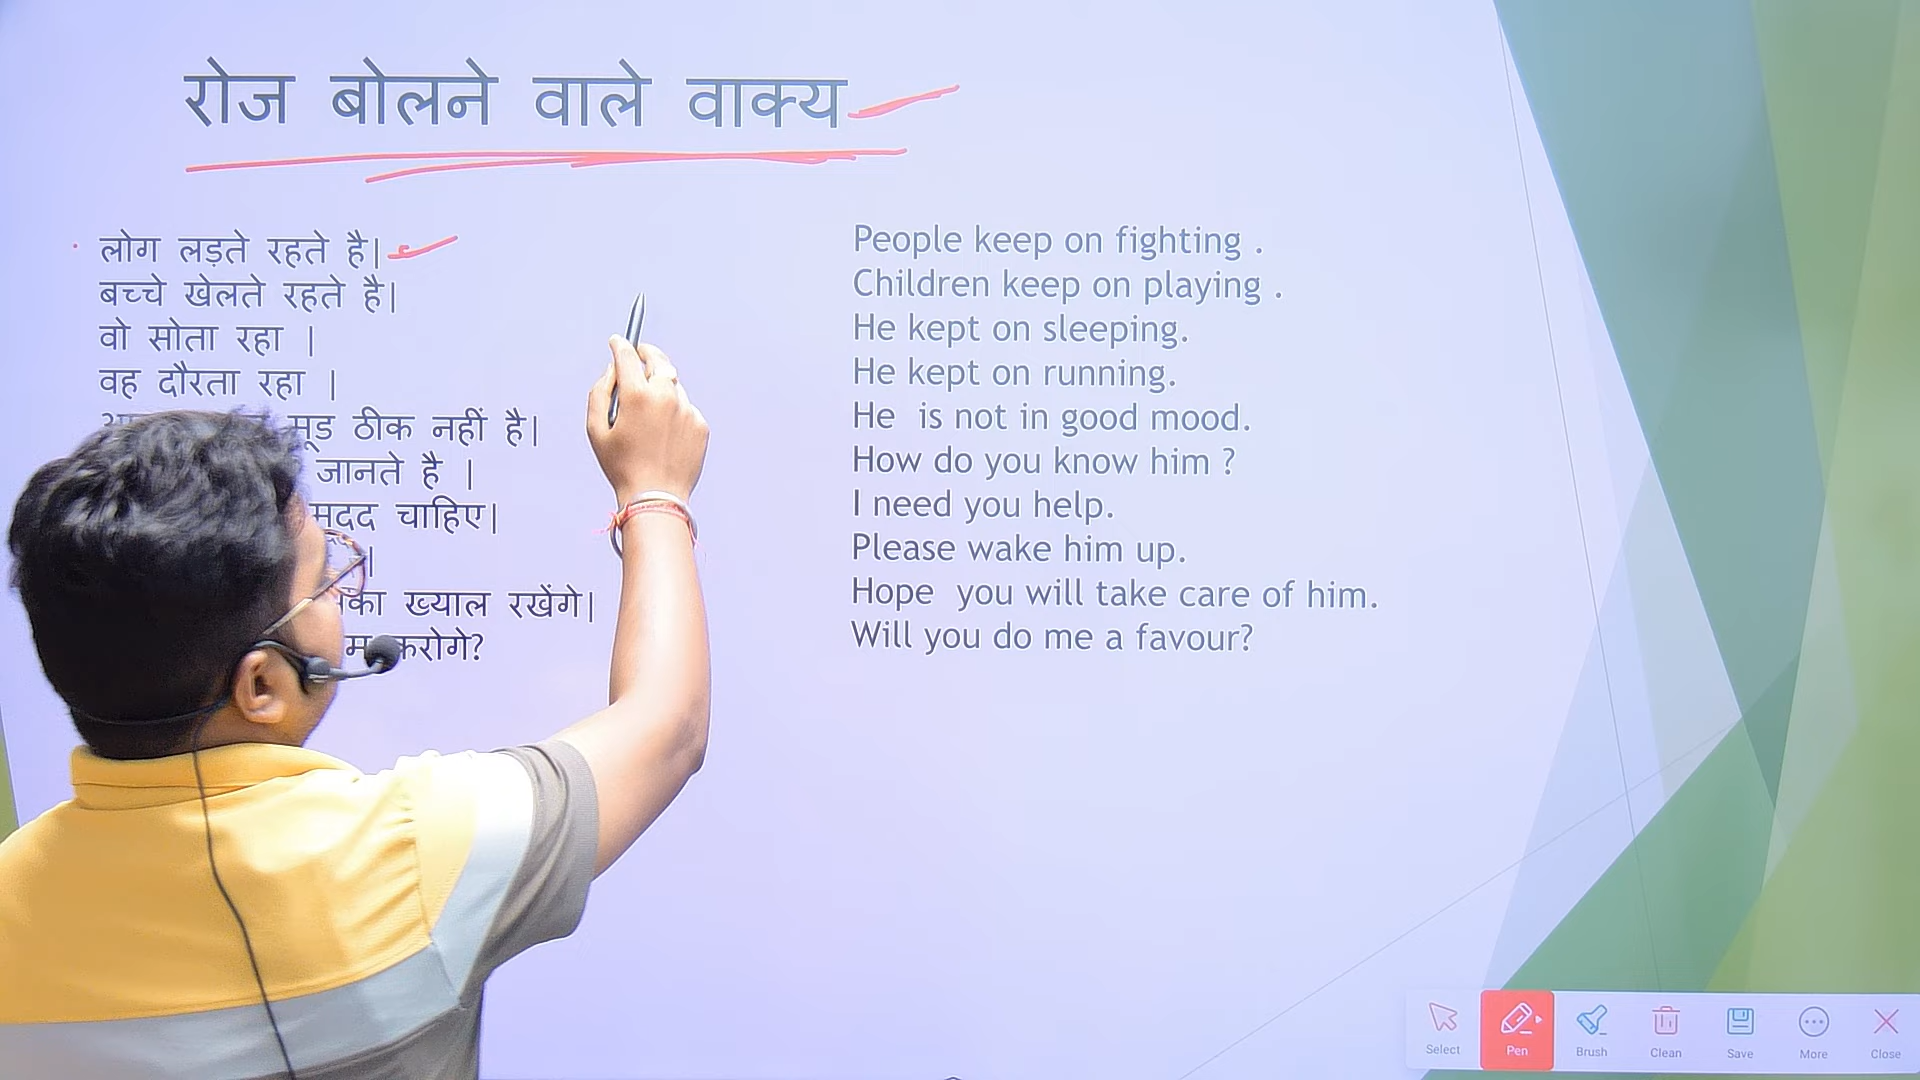 रोज बोलने वाले वाक्य
लोग लड़ते रहते है|
बच्चे खेलते रहते है|
वो सोता रहा |
वह दौरता रहा |
मूड ठीक नहीं है|
जानते है |
मदद चाहिए|
ख्याल रखेंगे|
करोगे?
People keep on fighting .
Children keep on playing .
He kept on sleeping.
He kept on running.
He is not in good mood.
How do you know him ?
I need you help.
Please wake him up.
Hope you will take care of him.
Will you do me a favour?
Select
Pen
Brush
Clean
Save
More
Close